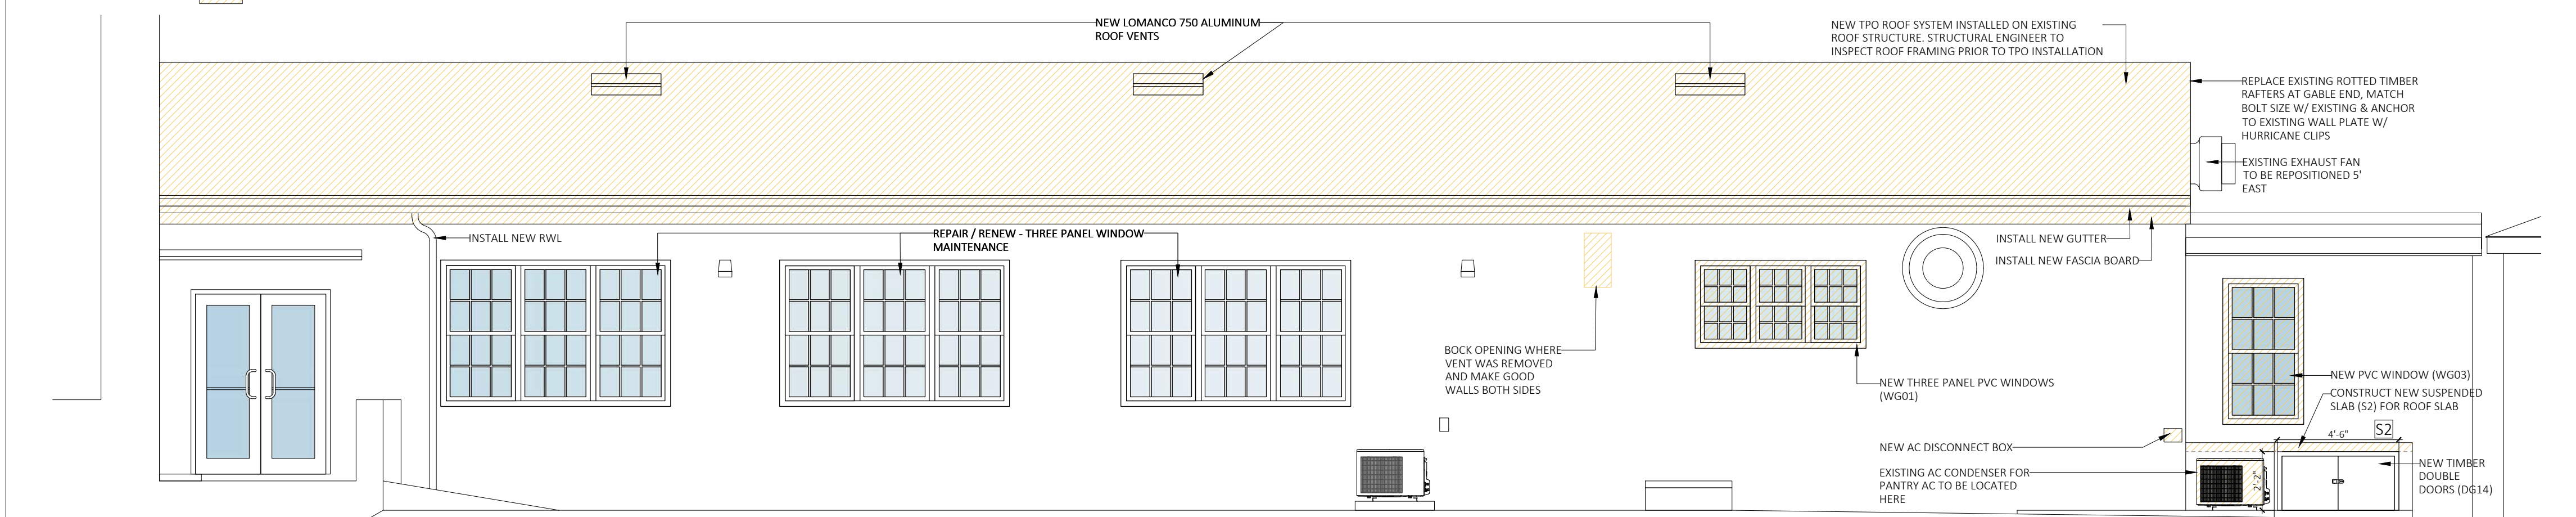 NEW LOMANCO 750 ALUMINUM
ROOF VENTS
NEW TPO ROOF SYSTEM INSTALLED ON EXISTING
ROOF STRUCTURE. STRUCTURAL ENGINEER TO
INSPECT ROOF FRAMING PRIOR TO TPO INSTALLATION
REPLACE EXISTING ROTTED TIMBER
RAFTERS AT GABLE END, MATCH
BOLT SIZE W/ EXISTING & ANCHOR
TO EXISTING WALL PLATE W/
HURRICANE CLIPS
EXISTING EXHAUST FAN
TO BE REPOSITIONED 5'
EAST
INSTALL NEW RWL
REPAIR / RENEW - THREE PANEL WINDOW
MAINTENANCE
INSTALL NEW GUTTER
INSTALL NEW FASCIA BOARD
BOCK OPENING WHERE
VENT WAS REMOVED
AND MAKE GOOD
WALLS BOTH SIDES
NEW THREE PANEL PVC WINDOWS
(WG01)
NEW PVC WINDOW (WG03)
CONSTRUCT NEW SUSPENDED
SLAB (S2) FOR ROOF SLAB
4'-6"
S2
NEW AC DISCONNECT BOX
EXISTING AC CONDENSER FOR
PANTRY AC TO BE LOCATED
HERE
2'-2"
NEW TIMBER
DOUBLE
DOORS (DG14)